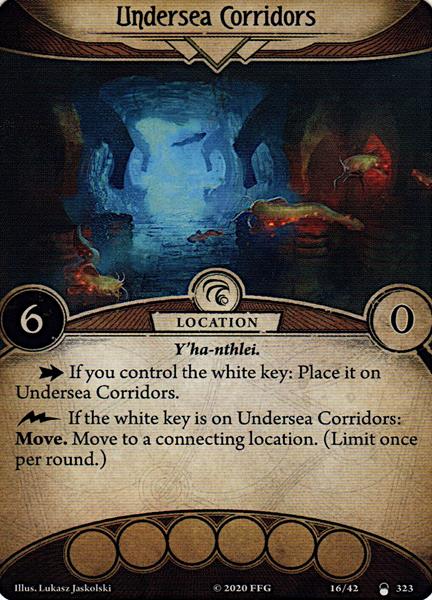 Undersea Corridors
6
LOCATION
0
Y'ha-nthlei.
If you control the white key: Place it on
Undersea Corridors.
If the white key is on Undersea Corridors:
Move. Move to a connecting location. (Limit once
per round.)
Illus. Lukasz Jaskolski © 2020 FFG 16/42 323